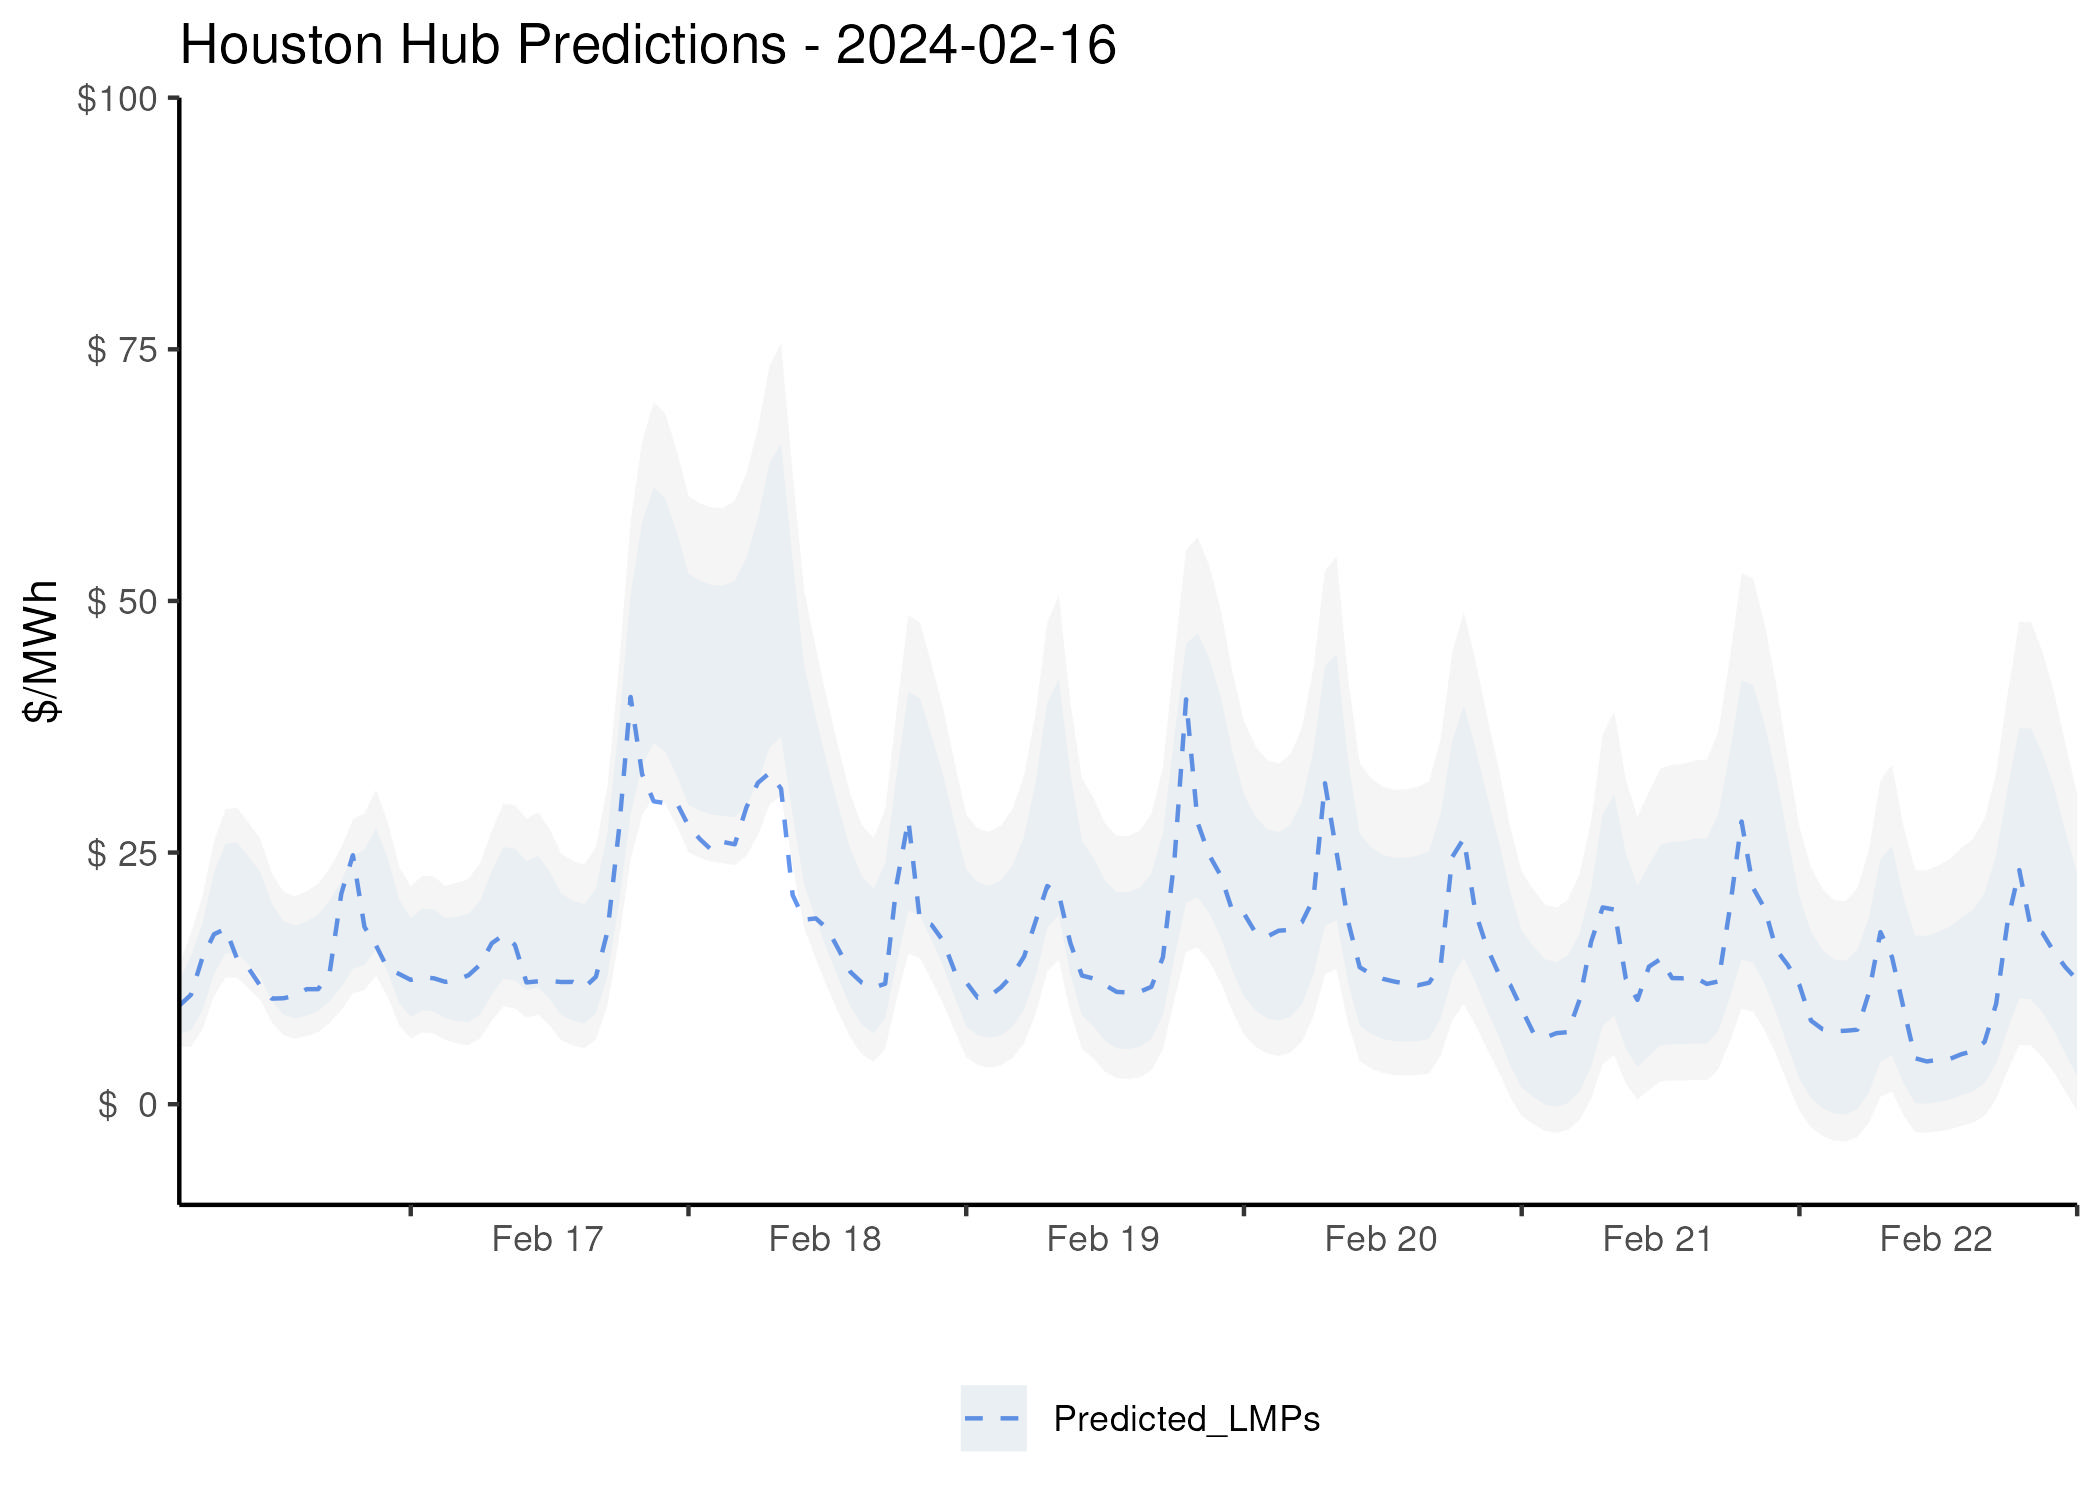 Houston Hub Predictions - 2024-02-16
$100
$ 75
$ 50
$ 25
$  0
$/MWh
Feb 17 Feb 18 Feb 19 Feb 20 Feb 21 Feb 22
Predicted_LMPs